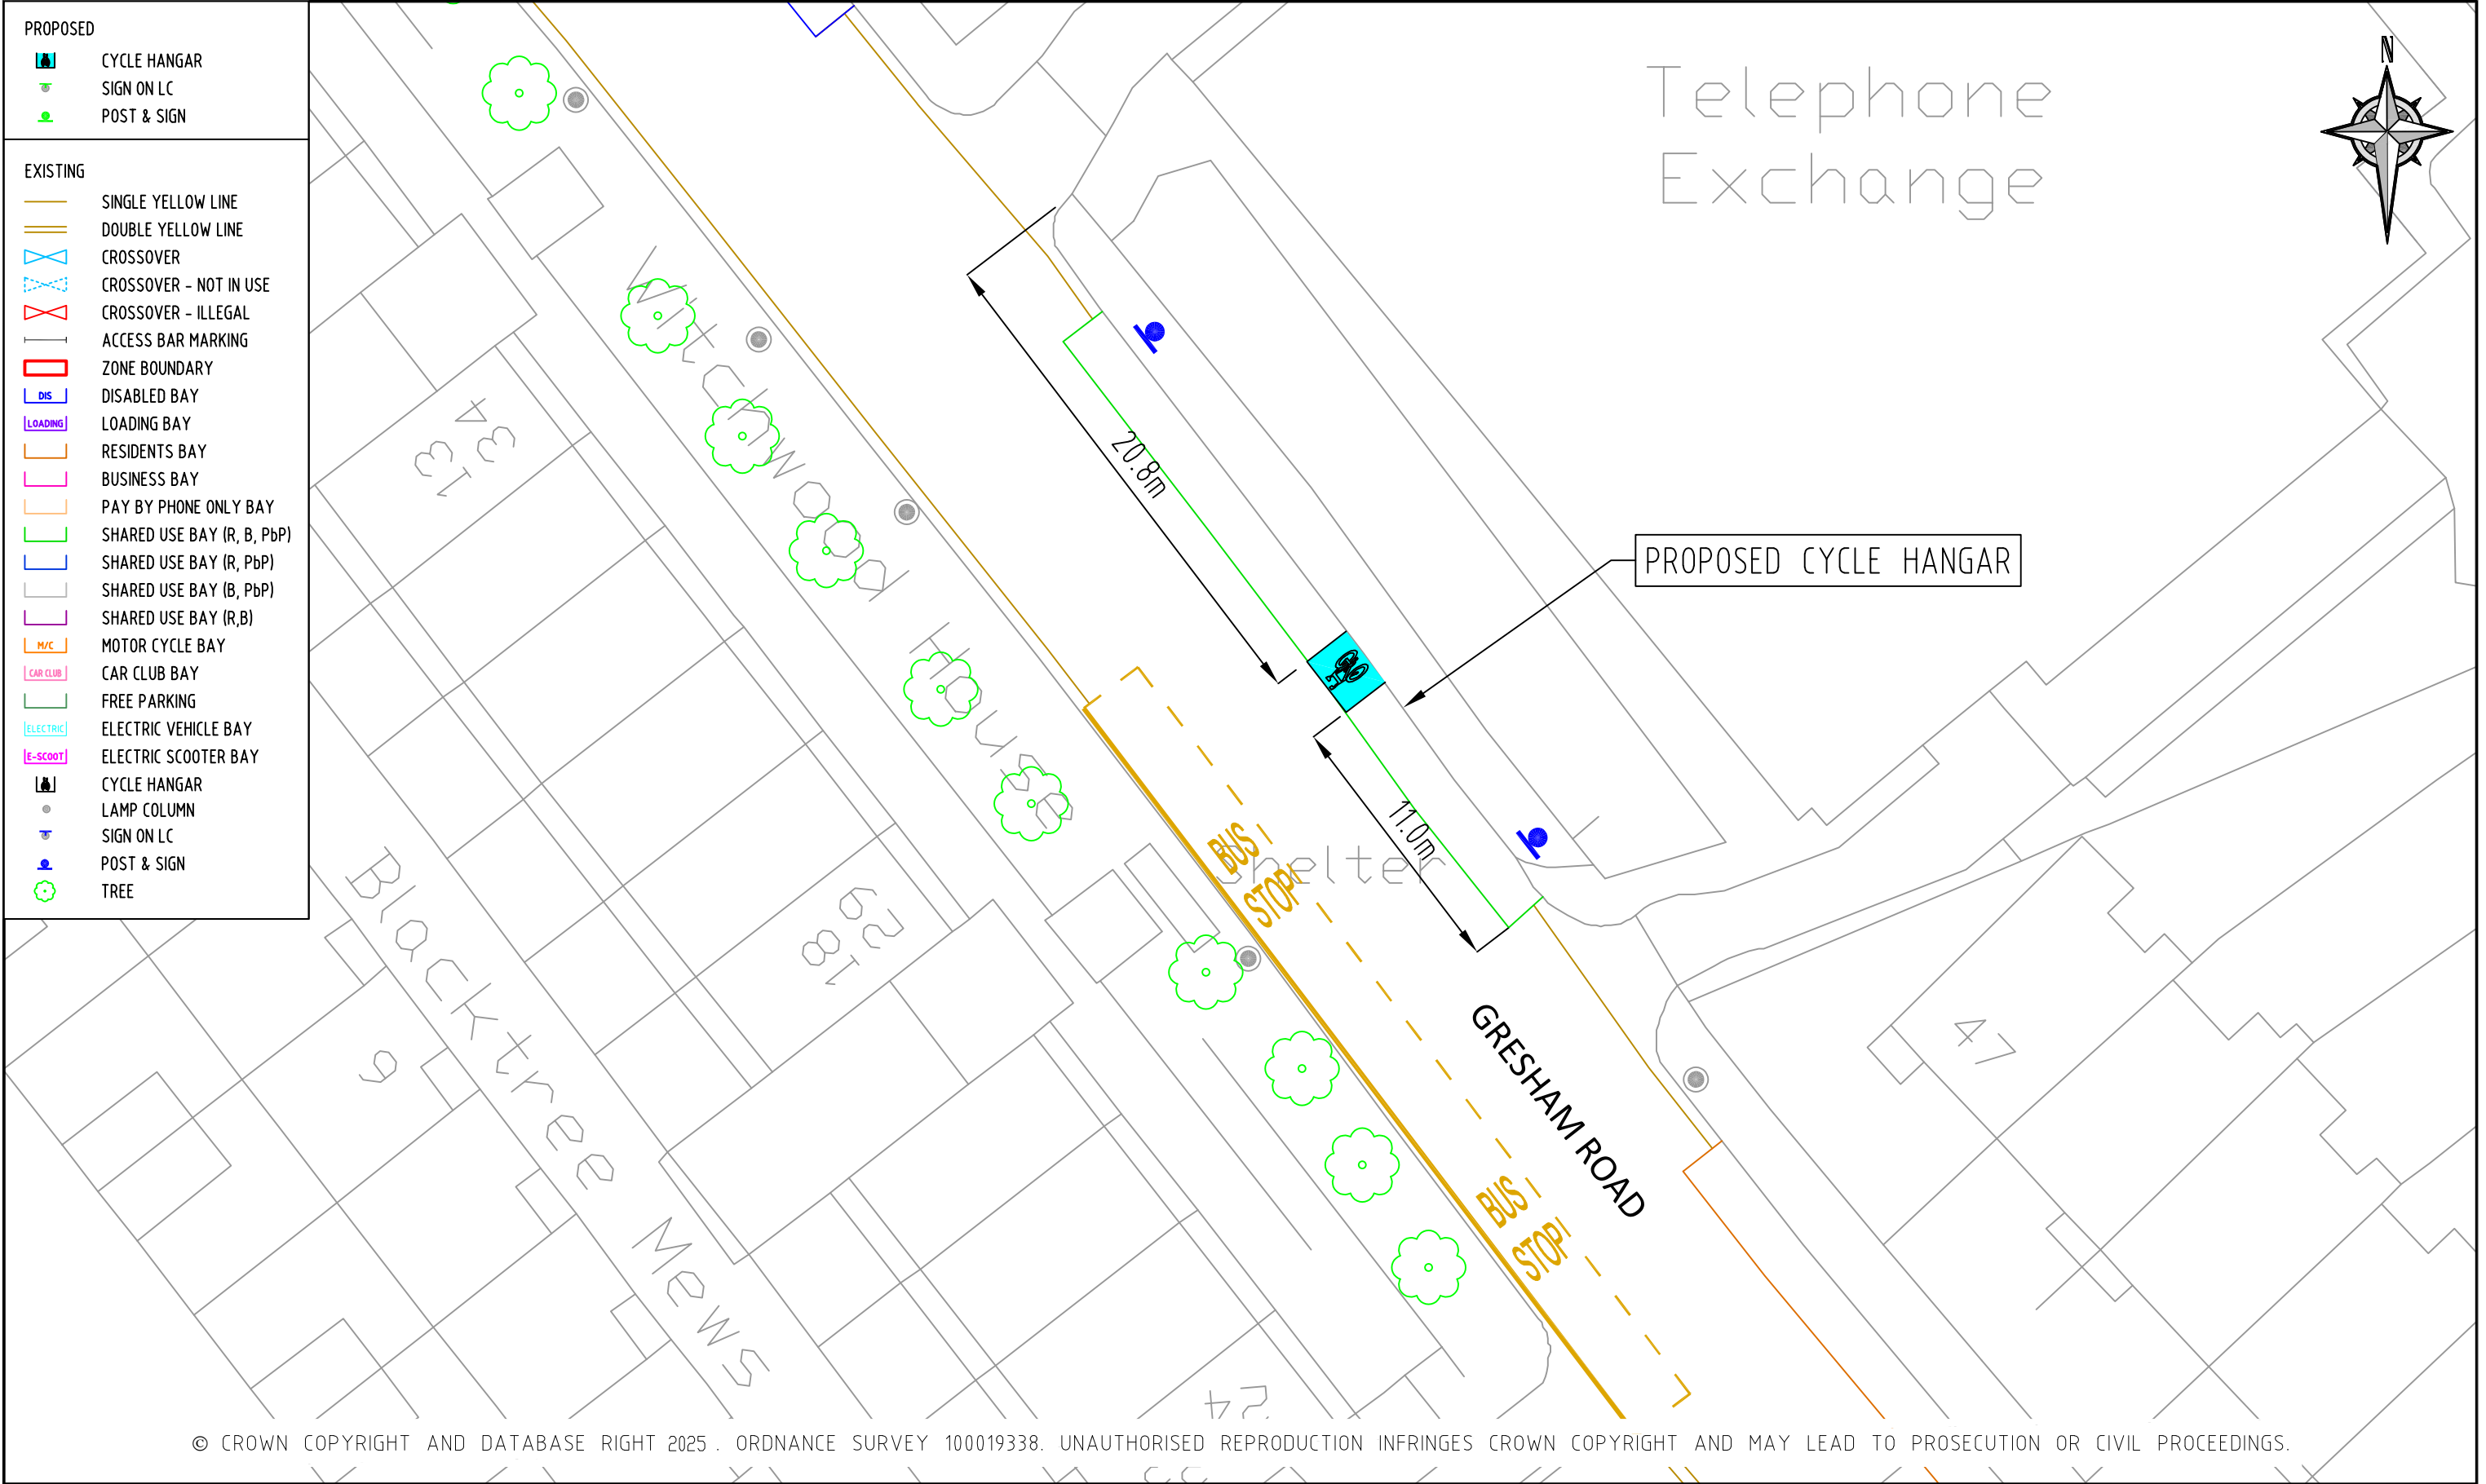 PROPOSED
CYCLE HANGAR
SIGN ON LC
POST & SIGN
EXISTING
SINGLE YELLOW LINE
DOUBLE YELLOW LINE
CROSSOVER
CROSSOVER - NOT IN USE
CROSSOVER - ILLEGAL
ACCESS BAR MARKING
ZONE BOUNDARY
DIS DISABLED BAY
LOADING LOADING BAY
RESIDENTS BAY
BUSINESS BAY
PAY BY PHONE ONLY BAY
SHARED USE BAY (R, B, PbP)
SHARED USE BAY (R, PbP)
SHARED USE BAY (B, PbP)
SHARED USE BAY (R,B)
M/C MOTOR CYCLE BAY
CAR CLUB CAR CLUB BAY
FREE PARKING
ELECTRIC ELECTRIC VEHICLE BAY
E-SCOOT ELECTRIC SCOOTER BAY
CYCLE HANGAR
LAMP COLUMN
SIGN ON LC
POST & SIGN
TREE
Telephone
Exchange
N
Wetchwood House
13
20.8m
PROPOSED CYCLE HANGAR
11.0m
Shelter
BUS
STOP
GRESHAM ROAD
BUS
STOP
Blacktree Mews
9
18
47
© CROWN COPYRIGHT AND DATABASE RIGHT 2025 . ORDNANCE SURVEY 100019338. UNAUTHORISED REPRODUCTION INFRINGES CROWN COPYRIGHT AND MAY LEAD TO PROSECUTION OR CIVIL PROCEEDINGS.